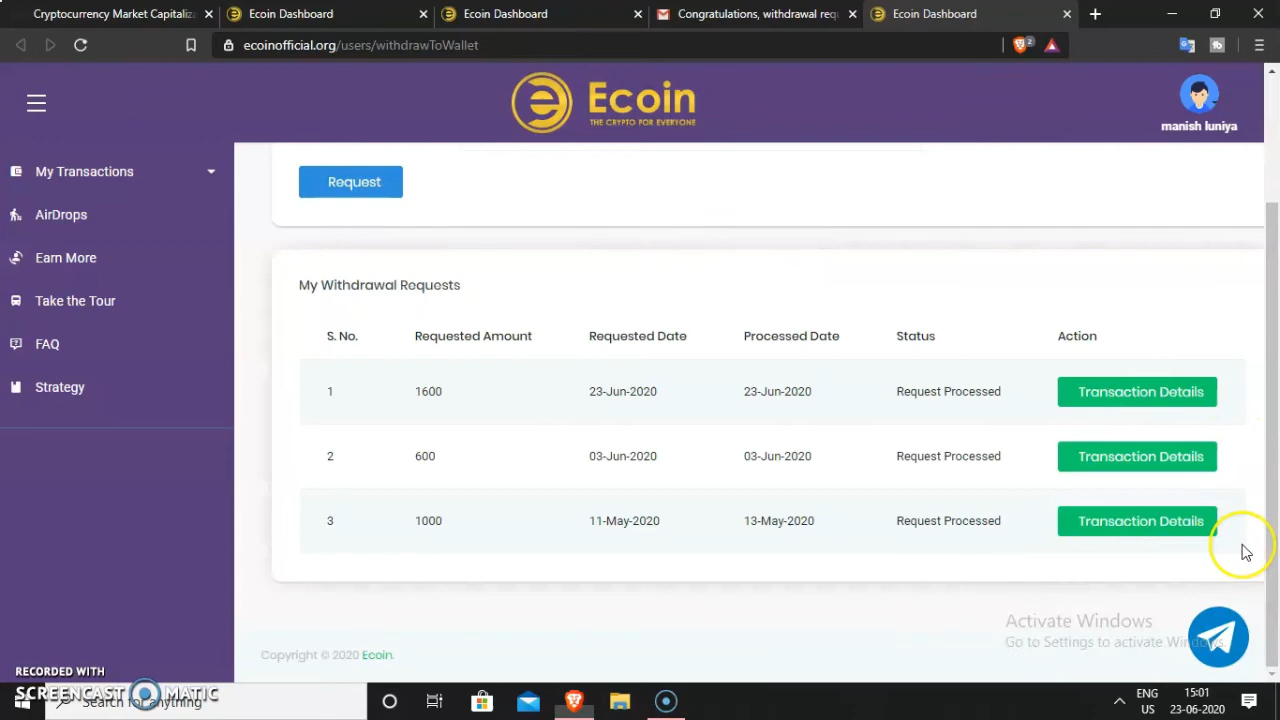 Cryptocurrency Market Capitaliza
Ecoin Dashboard
Ecoin Dashboard
Congratulations, withdrawal requ
Ecoin Dashboard
ecoinofficial.org/users/withdrawToWallet
2
Ecoin
THE CRYPTO FOR EVERYONE
manish luniya
My Transactions
AirDrops
Earn More
Take the Tour
FAQ
Strategy
Request
My Withdrawal Requests
S. No. Requested Amount Requested Date Processed Date Status Action
1 1600 23-Jun-2020 23-Jun-2020 Request Processed Transaction Details
2 600 03-Jun-2020 03-Jun-2020 Request Processed Transaction Details
3 1000 11-May-2020 13-May-2020 Request Processed Transaction Details
Activate Windows
Go to Settings to activate Windows.
Copyright © 2020 Ecoin.
RECORDED WITH
SCREENCAST MATIC
Search for anything
ENG
US
15:01
23-06-2020